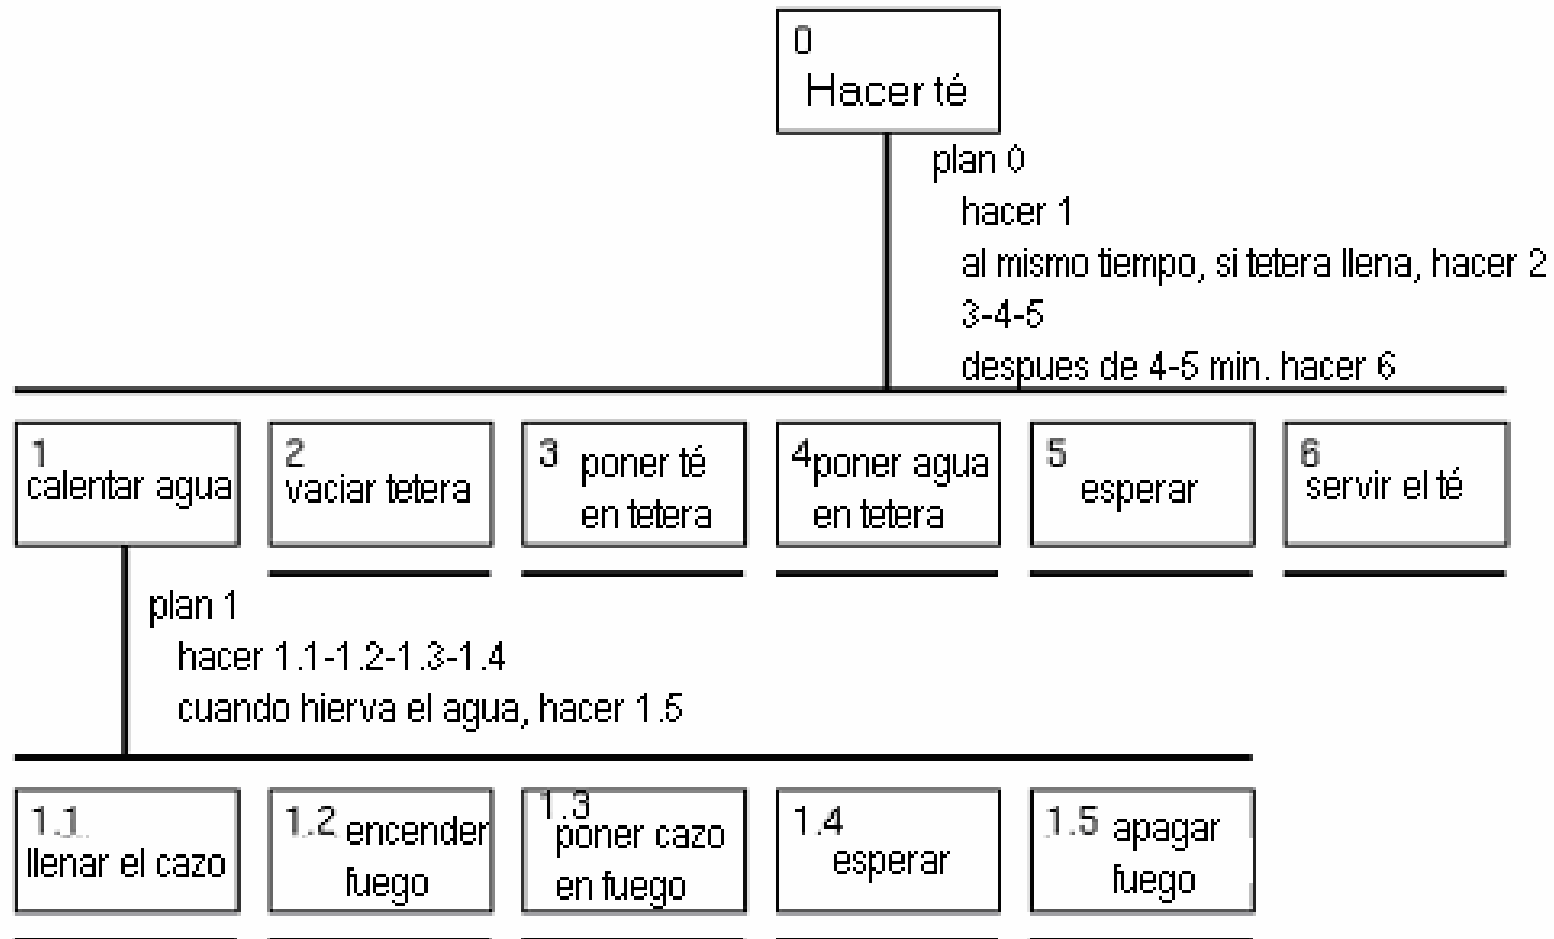 0
Hacer té
plan 0
hacer 1
al mismo tiempo, si tetera llena, hacer 2
3-4-5
despues de 4-5 min. hacer 6
1
calentar agua
2
vaciar tetera
3 poner té
en tetera
4 poner agua
en tetera
5
esperar
6
servir el té
plan 1
hacer 1.1-1.2-1.3-1.4
cuando hierva el agua, hacer 1.5
1.1
llenar el cazo
1.2 encender
fuego
1.3
poner cazo
en fuego
1.4
esperar
1.5 apagar
fuego